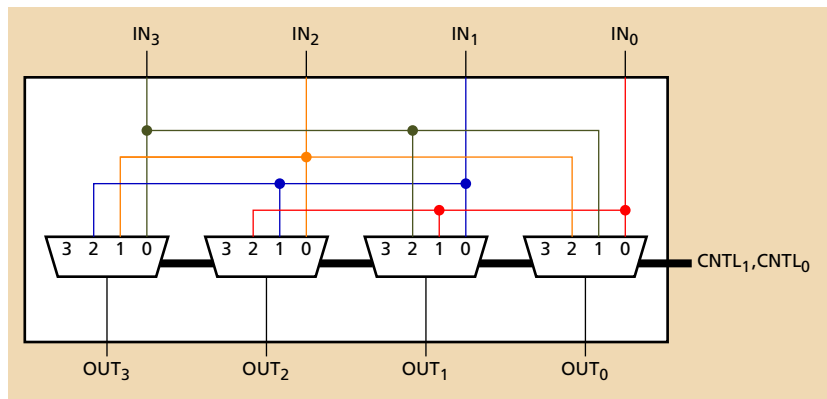 IN3 IN2 IN1 IN0
3 2 1 0 3 2 1 0 3 2 1 0 3 2 1 0
CNTL1,CNTL0
OUT3 OUT2 OUT1 OUT0